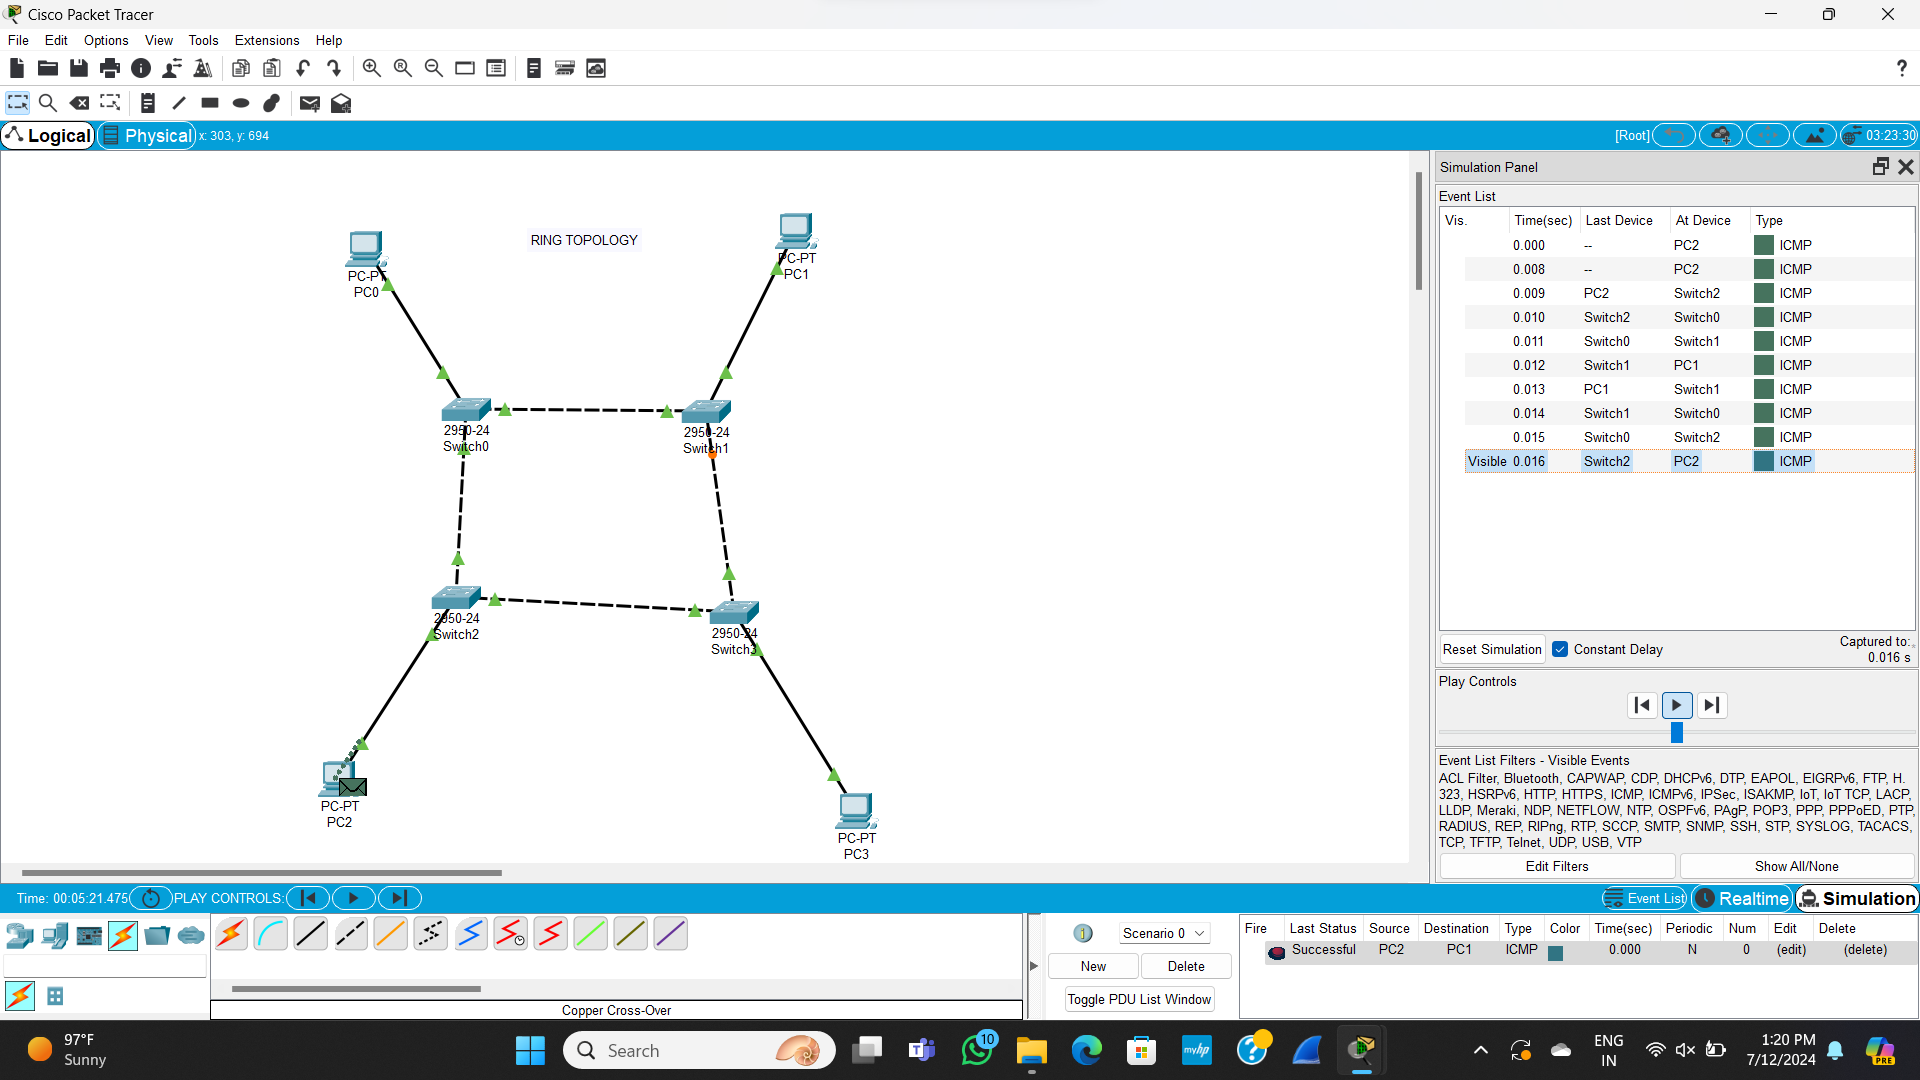 Cisco Packet Tracer
File Edit Options View Tools Extensions Help
?
Logical Physical x: 303, y: 694 [Root] 03:23:30
RING TOPOLOGY
PC-PT
PC0
PC-PT
PC1
2950-24
Switch0
2950-24
Switch1
2950-24
Switch2
2950-24
Switch3
PC-PT
PC2
PC-PT
PC3
Simulation Panel
Event List
Vis. Time(sec) Last Device At Device Type
0.000 -- PC2 ICMP
0.008 -- PC2 ICMP
0.009 PC2 Switch2 ICMP
0.010 Switch2 Switch0 ICMP
0.011 Switch0 Switch1 ICMP
0.012 Switch1 PC1 ICMP
0.013 PC1 Switch1 ICMP
0.014 Switch1 Switch0 ICMP
0.015 Switch0 Switch2 ICMP
Visible 0.016 Switch2 PC2 ICMP
Reset Simulation Constant Delay Captured to:
0.016 s
Play Controls
Event List Filters - Visible Events
ACL Filter, Bluetooth, CAPWAP, CDP, DHCPv6, DTP, EAPOL, EIGRPv6, FTP, H.
323, HSRPv6, HTTP, HTTPS, ICMP, ICMPv6, IPSec, ISAKMP, IoT, IoT TCP, LACP,
LLDP, Meraki, NDP, NETFLOW, NTP, OSPFv6, PAgP, POP3, PPP, PPPoED, PTP,
RADIUS, REP, RIPng, RTP, SCCP, SMTP, SNMP, SSH, STP, SYSLOG, TACACS,
TCP, TFTP, Telnet, UDP, USB, VTP
Edit Filters Show All/None
Time: 00:05:21.475 PLAY CONTROLS: Event List Realtime Simulation
Scenario 0
New Delete
Toggle PDU List Window
Copper Cross-Over
Fire Last Status Source Destination Type Color Time(sec) Periodic Num Edit Delete
Successful PC2 PC1 ICMP 0.000 N 0 (edit) (delete)
97°F
Sunny
Search
10
myhp
ENG
IN
1:20 PM
7/12/2024
PRE